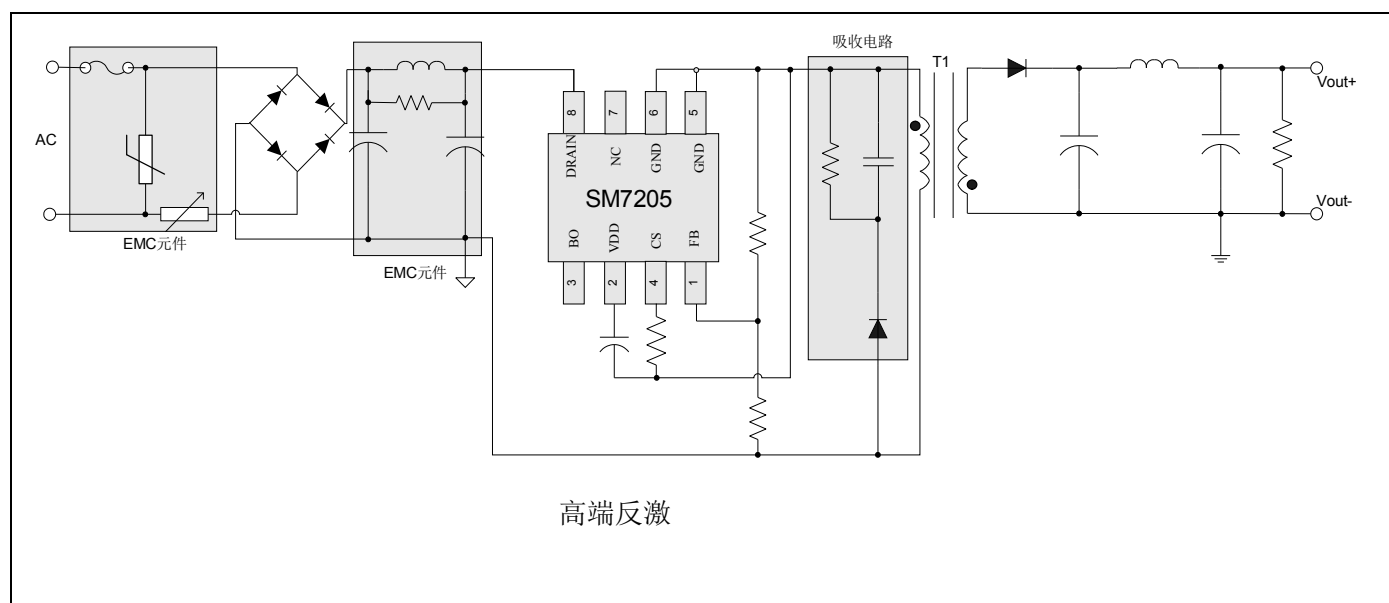 吸收电路
T1
Vout+
AC
8
7
6
5
DRAIN
NC
GND
GND
SM7205
BO
VDD
CS
FB
3
2
4
1
Vout-
EMC元件
EMC元件
高端反激